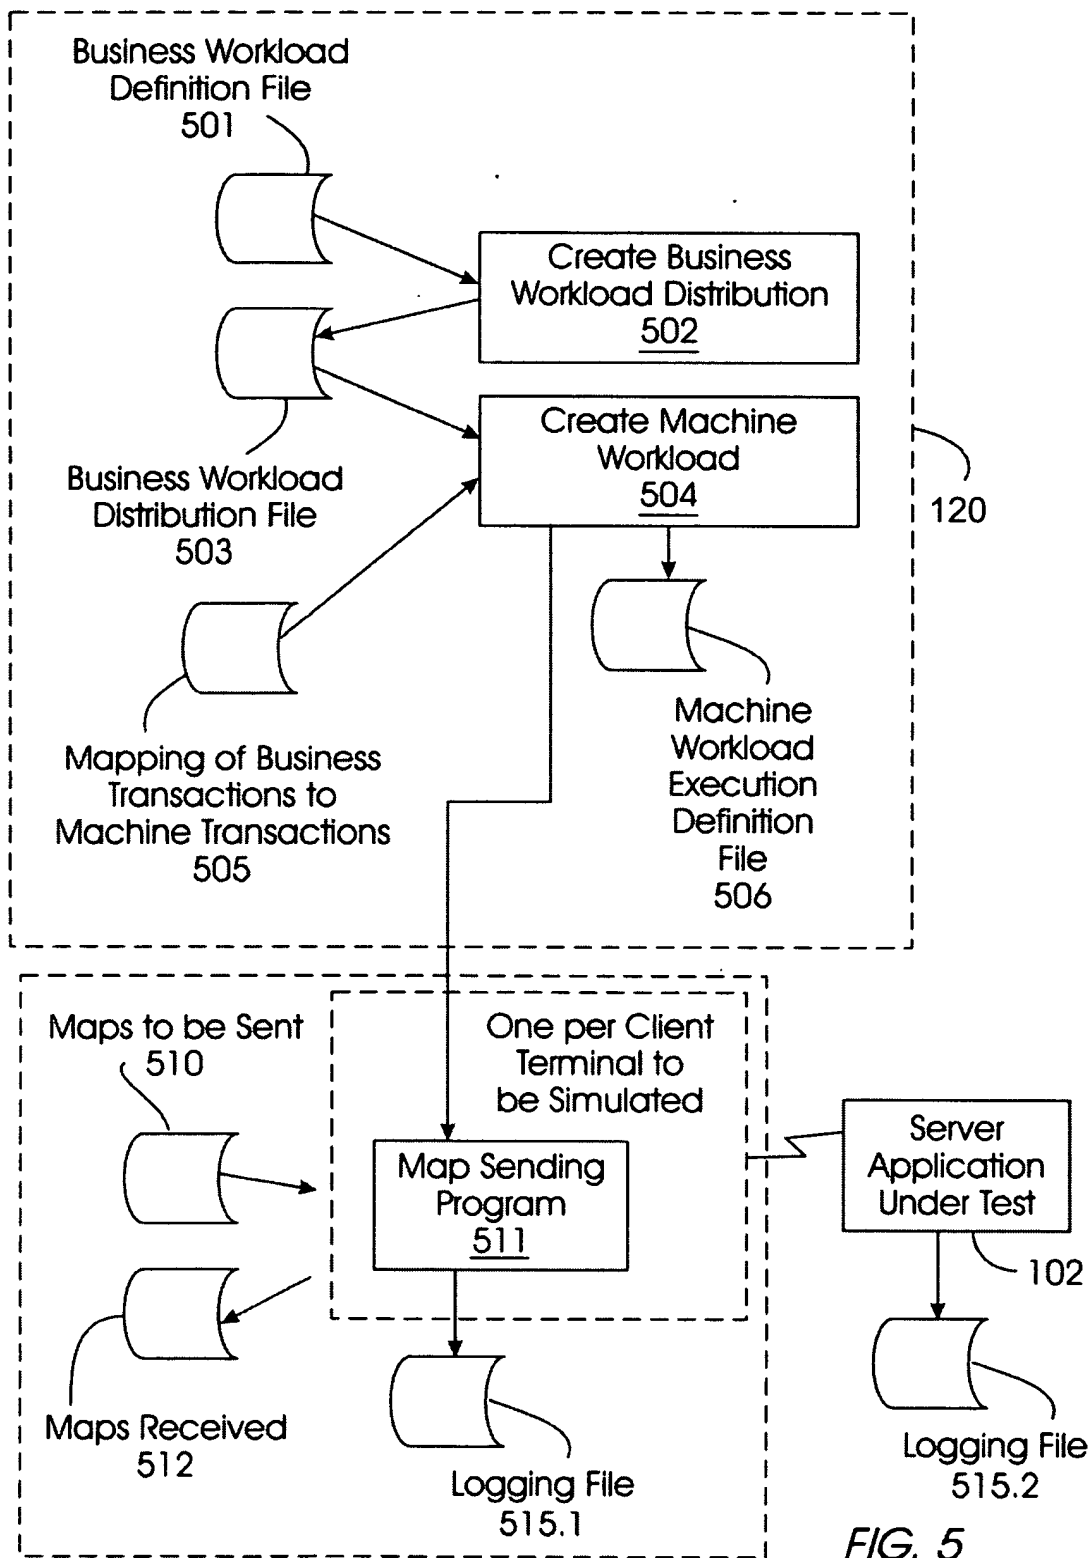 Business Workload
Definition File
501
Create Business
Workload Distribution
502
Create Machine
Workload
504
Business Workload
Distribution File
503
120
Mapping of Business
Transactions to
Machine Transactions
505
Machine
Workload
Execution
Definition
File
506
Maps to be Sent
510
One per Client
Terminal to
be Simulated
Map Sending
Program
511
Server
Application
Under Test
102
Maps Received
512
Logging File
515.1
Logging File
515.2
FIG. 5